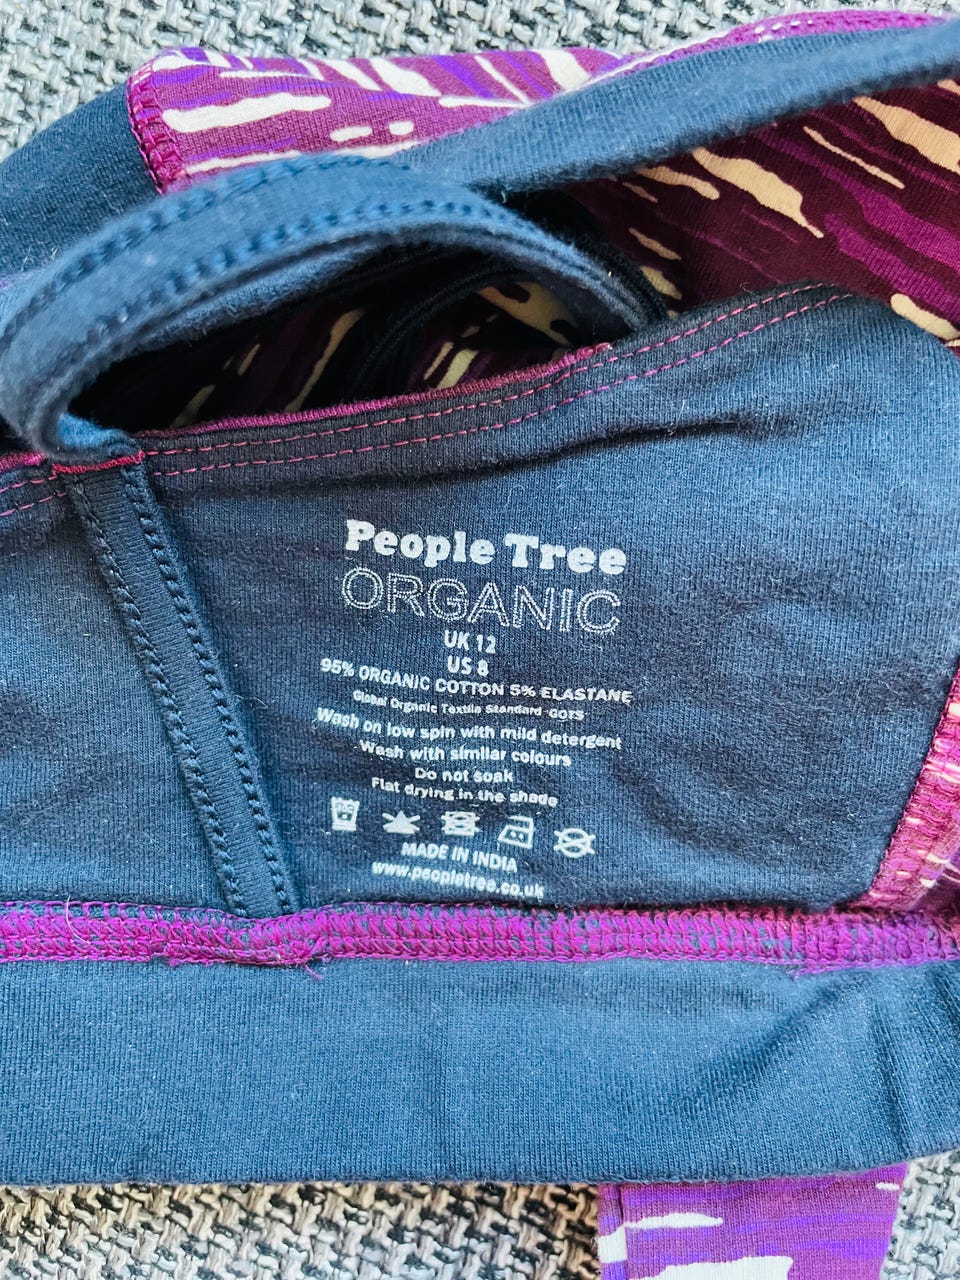 People Tree
ORGANIC
UK 12
US 8
95% ORGANIC COTTON 5% ELASTANE
Global Organic Textile Standard GOTS
Wash on low spin with mild detergent
Wash with similar colours
Do not soak
Flat drying in the shade
MADE IN INDIA
www.peopletree.co.uk